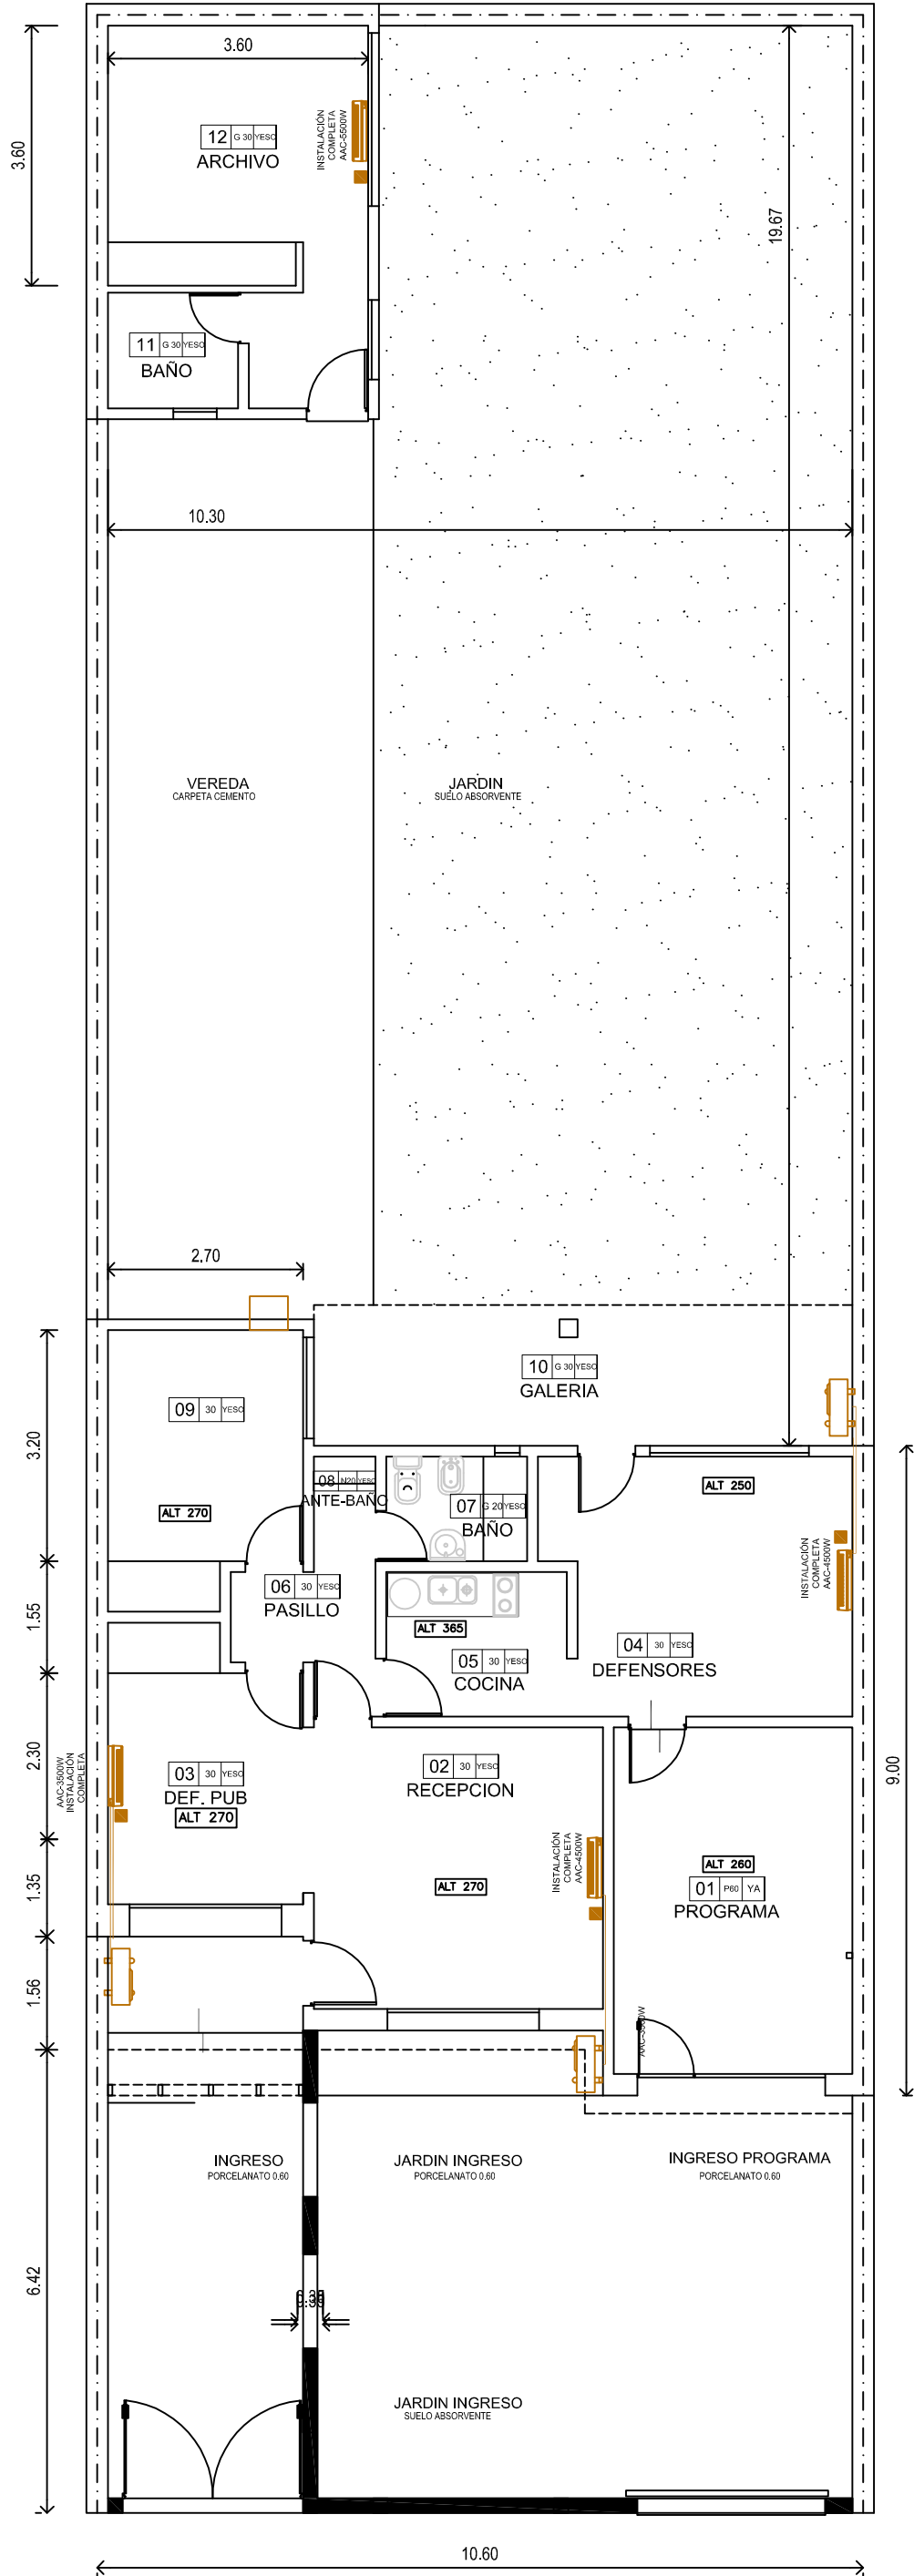 3.60
3.60
12 G 30 YESO
ARCHIVO
INSTALACIÓN
COMPLETA
AAC-5500W
19.67
11 G 30 YESO
BAÑO
10.30
VEREDA
CARPETA CEMENTO
JARDIN
SUELO ABSORVENTE
2.70
10 G 30 YESO
GALERIA
3.20
09 30 YESO
ALT 270
08 N20 YESO
ANTE-BAÑO
07 G 20 YESO
BAÑO
ALT 250
INSTALACIÓN
COMPLETA
AAC-4500W
1.55
06 30 YESO
PASILLO
ALT 365
05 30 YESO
COCINA
04 30 YESO
DEFENSORES
2.30
AAC-3500W
INSTALACIÓN
COMPLETA
03 30 YESO
DEF. PUB
ALT 270
02 30 YESO
RECEPCION
ALT 270
INSTALACIÓN
COMPLETA
AAC-4500W
ALT 260
01 P60 YA
PROGRAMA
9.00
1.35
1.56
INGRESO
PORCELANATO 0.60
JARDIN INGRESO
PORCELANATO 0.60
INGRESO PROGRAMA
PORCELANATO 0.60
6.42
JARDIN INGRESO
SUELO ABSORVENTE
10.60